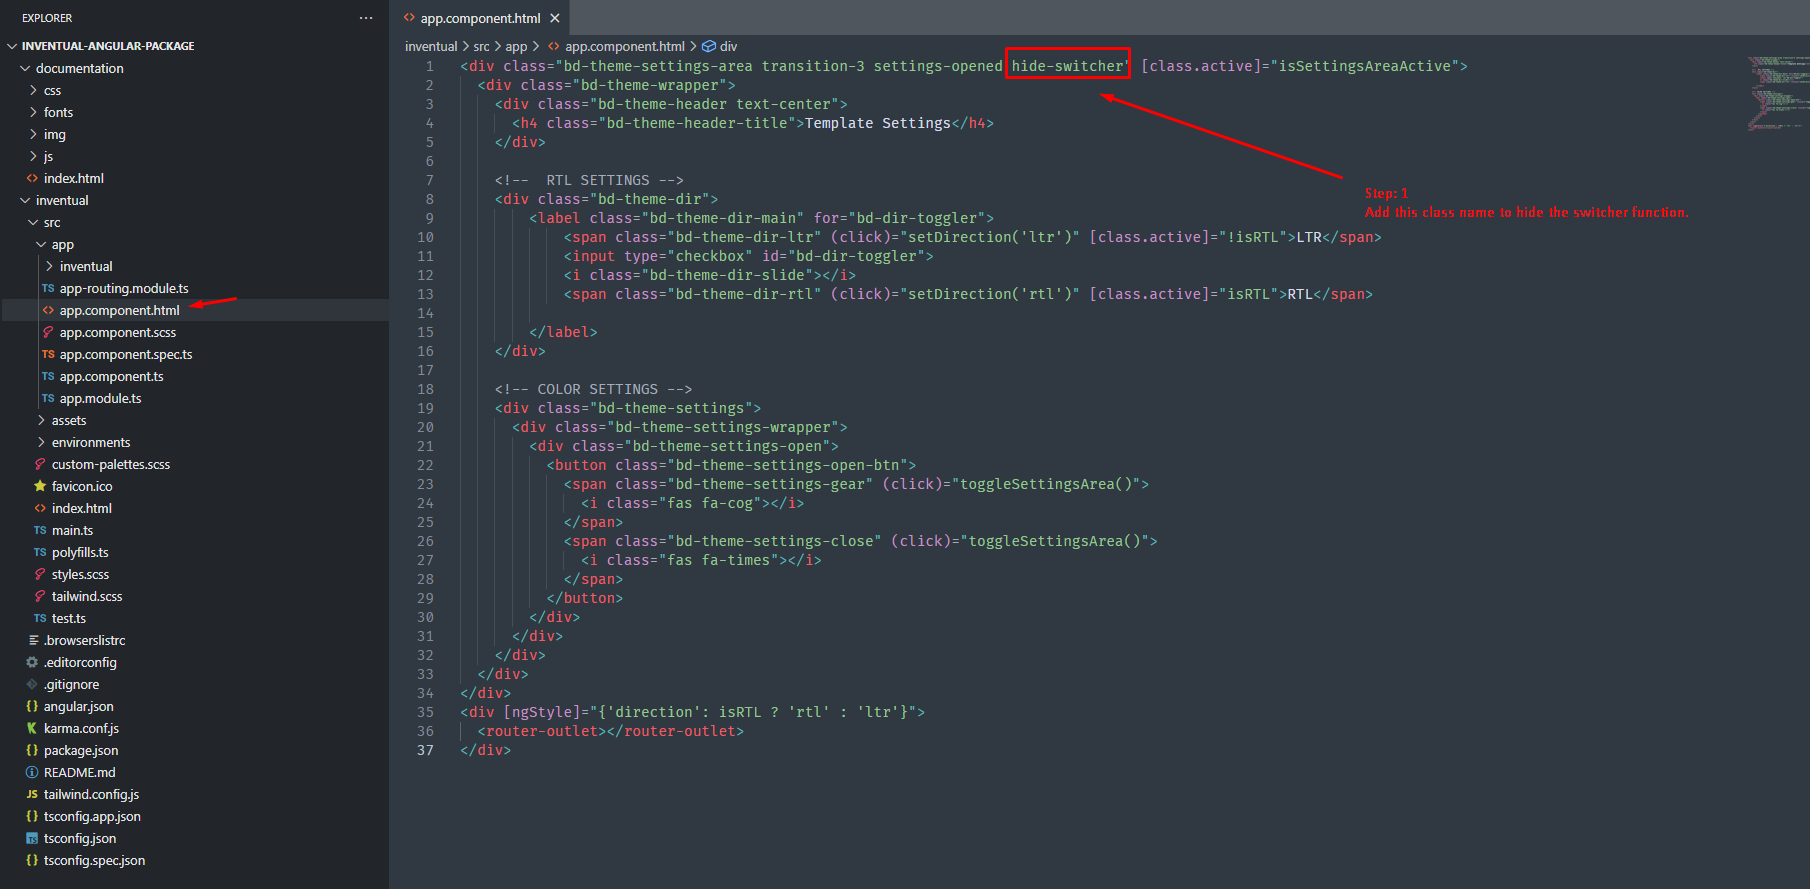 EXPLORER
INVENTUAL-ANGULAR-PACKAGE
documentation
css
fonts
img
js
index.html
inventual
src
app
inventual
app-routing.module.ts
app.component.html
app.component.scss
app.component.spec.ts
app.component.ts
app.module.ts
assets
environments
custom-palettes.scss
favicon.ico
index.html
main.ts
polyfills.ts
styles.scss
tailwind.scss
test.ts
.browserslistrc
.editorconfig
.gitignore
angular.json
karma.conf.js
package.json
README.md
tailwind.config.js
tsconfig.app.json
tsconfig.json
tsconfig.spec.json
app.component.html
inventual > src > app > app.component.html > div
1 <div class="bd-theme-settings-area transition-3 settings-opened hide-switcher" [class.active]="isSettingsAreaActive">
2 <div class="bd-theme-wrapper">
3 <div class="bd-theme-header text-center">
4 <h4 class="bd-theme-header-title">Template Settings</h4>
5 </div>
6
7 <!--  RTL SETTINGS -->
8 <div class="bd-theme-dir">
9 <label class="bd-theme-dir-main" for="bd-dir-toggler">
10 <span class="bd-theme-dir-ltr" (click)="setDirection('ltr')" [class.active]="!isRTL">LTR</span>
11 <input type="checkbox" id="bd-dir-toggler">
12 <i class="bd-theme-dir-slide"></i>
13 <span class="bd-theme-dir-rtl" (click)="setDirection('rtl')" [class.active]="isRTL">RTL</span>
14
15 </label>
16 </div>
17
18 <!-- COLOR SETTINGS -->
19 <div class="bd-theme-settings">
20 <div class="bd-theme-settings-wrapper">
21 <div class="bd-theme-settings-open">
22 <button class="bd-theme-settings-open-btn">
23 <span class="bd-theme-settings-gear" (click)="toggleSettingsArea()">
24 <i class="fas fa-cog"></i>
25 </span>
26 <span class="bd-theme-settings-close" (click)="toggleSettingsArea()">
27 <i class="fas fa-times"></i>
28 </span>
29 </button>
30 </div>
31 </div>
32 </div>
33 </div>
34 </div>
35 <div [ngStyle]="{'direction': isRTL ? 'rtl' : 'ltr'}">
36 <router-outlet></router-outlet>
37 </div>
Step: 1
Add this class name to hide the switcher function.